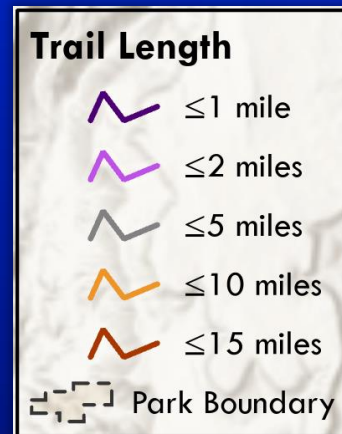 Trail Length
≤1 mile
≤2 miles
≤5 miles
≤10 miles
≤15 miles
Park Boundary